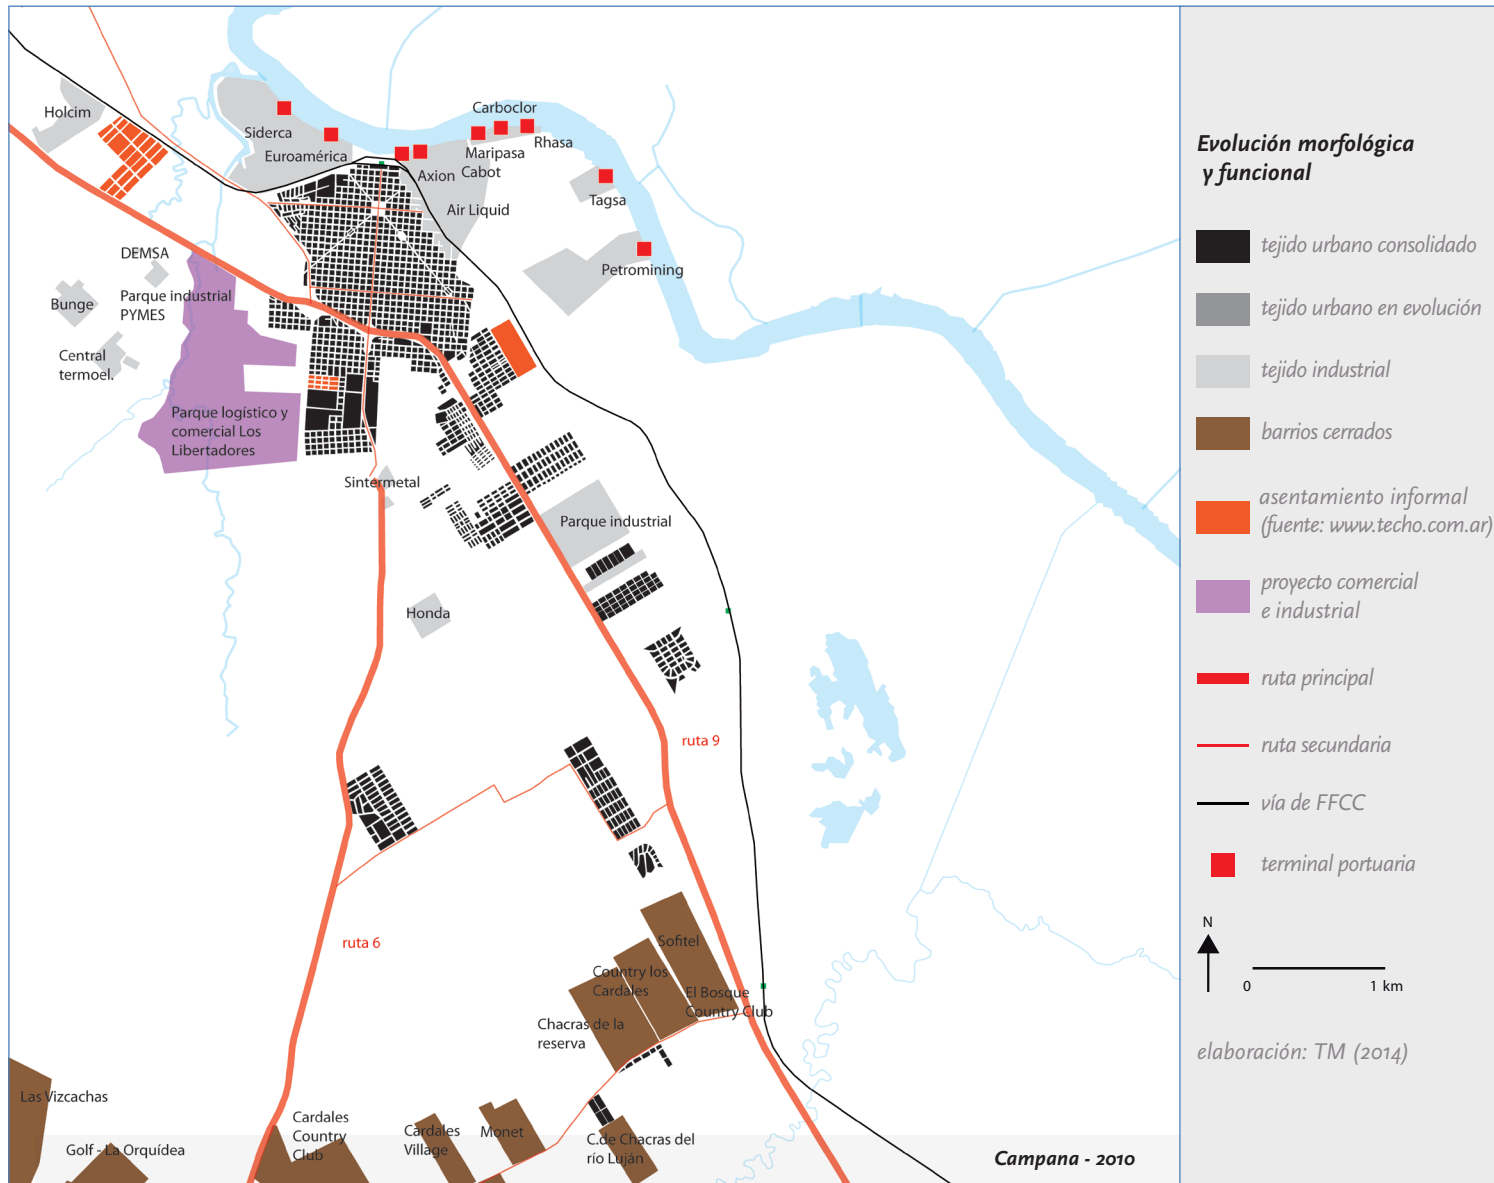 Holcim
Siderca
Euroamérica
Carboclor
Rhasa
Maripasa
Cabot
Axion
Air Liquid
Tagsa
Petromining
DEMSA
Bunge
Parque industrial
PYMES
Central
termoel.
Parque logístico y
comercial Los
Libertadores
Sintermetal
Parque industrial
Honda
ruta 9
ruta 6
Sofitel
Country los
Cardales
El Bosque
Country Club
Chacras de la
reserva
Las Vizcachas
Golf - La Orquídea
Cardales
Country
Club
Cardales
Village
Monet
C.de Chacras del
río Luján
Campana - 2010
Evolución morfológica
y funcional
tejido urbano consolidado
tejido urbano en evolución
tejido industrial
barrios cerrados
asentamiento informal
(fuente: www.techo.com.ar)
proyecto comercial
e industrial
ruta principal
ruta secundaria
vía de FFCC
terminal portuaria
N
0 1 km
elaboración: TM (2014)